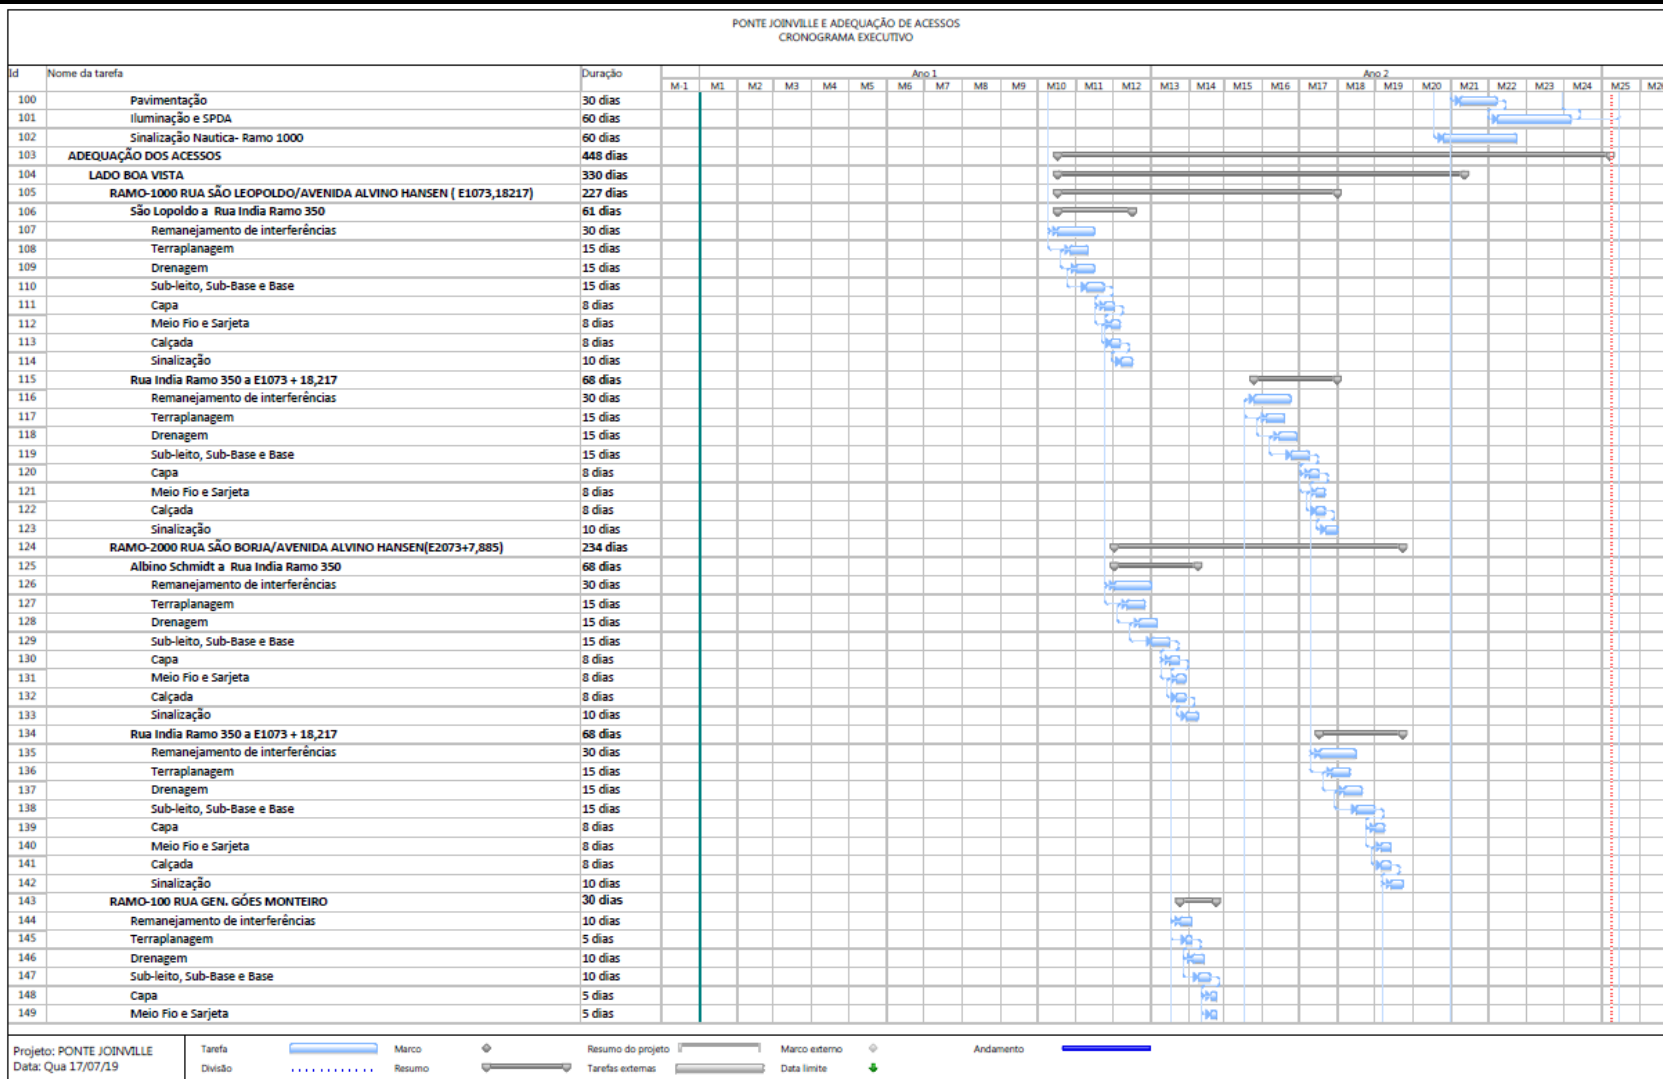 PONTE JOINVILLE E ADEQUAÇÃO DE ACESSOS
CRONOGRAMA EXECUTIVO
Id Nome da tarefa Duração Ano 1 Ano 2
M-1 M1 M2 M3 M4 M5 M6 M7 M8 M9 M10 M11 M12 M13 M14 M15 M16 M17 M18 M19 M20 M21 M22 M23 M24 M25 M26
100 Pavimentação 30 dias
101 Iluminação e SPDA 60 dias
102 Sinalização Nautica- Ramo 1000 60 dias
103 ADEQUAÇÃO DOS ACESSOS 448 dias
104 LADO BOA VISTA 330 dias
105 RAMO-1000 RUA SÃO LEOPOLDO/AVENIDA ALVINO HANSEN ( E1073,18217) 227 dias
106 São Lopoldo a Rua India Ramo 350 61 dias
107 Remanejamento de interferências 30 dias
108 Terraplanagem 15 dias
109 Drenagem 15 dias
110 Sub-leito, Sub-Base e Base 15 dias
111 Capa 8 dias
112 Meio Fio e Sarjeta 8 dias
113 Calçada 8 dias
114 Sinalização 10 dias
115 Rua India Ramo 350 a E1073 + 18,217 68 dias
116 Remanejamento de interferências 30 dias
117 Terraplanagem 15 dias
118 Drenagem 15 dias
119 Sub-leito, Sub-Base e Base 15 dias
120 Capa 8 dias
121 Meio Fio e Sarjeta 8 dias
122 Calçada 8 dias
123 Sinalização 10 dias
124 RAMO-2000 RUA SÃO BORJA/AVENIDA ALVINO HANSEN(E2073+7,885) 234 dias
125 Albino Schmidt a Rua India Ramo 350 68 dias
126 Remanejamento de interferências 30 dias
127 Terraplanagem 15 dias
128 Drenagem 15 dias
129 Sub-leito, Sub-Base e Base 15 dias
130 Capa 8 dias
131 Meio Fio e Sarjeta 8 dias
132 Calçada 8 dias
133 Sinalização 10 dias
134 Rua India Ramo 350 a E1073 + 18,217 68 dias
135 Remanejamento de interferências 30 dias
136 Terraplanagem 15 dias
137 Drenagem 15 dias
138 Sub-leito, Sub-Base e Base 15 dias
139 Capa 8 dias
140 Meio Fio e Sarjeta 8 dias
141 Calçada 8 dias
142 Sinalização 10 dias
143 RAMO-100 RUA GEN. GÓES MONTEIRO 30 dias
144 Remanejamento de interferências 10 dias
145 Terraplanagem 5 dias
146 Drenagem 10 dias
147 Sub-leito, Sub-Base e Base 10 dias
148 Capa 5 dias
149 Meio Fio e Sarjeta 5 dias
Projeto: PONTE JOINVILLE
Data: Qua 17/07/19
Tarefa Marco Resumo do projeto Marco externo Andamento
Divisão Resumo Tarefas externas Data limite